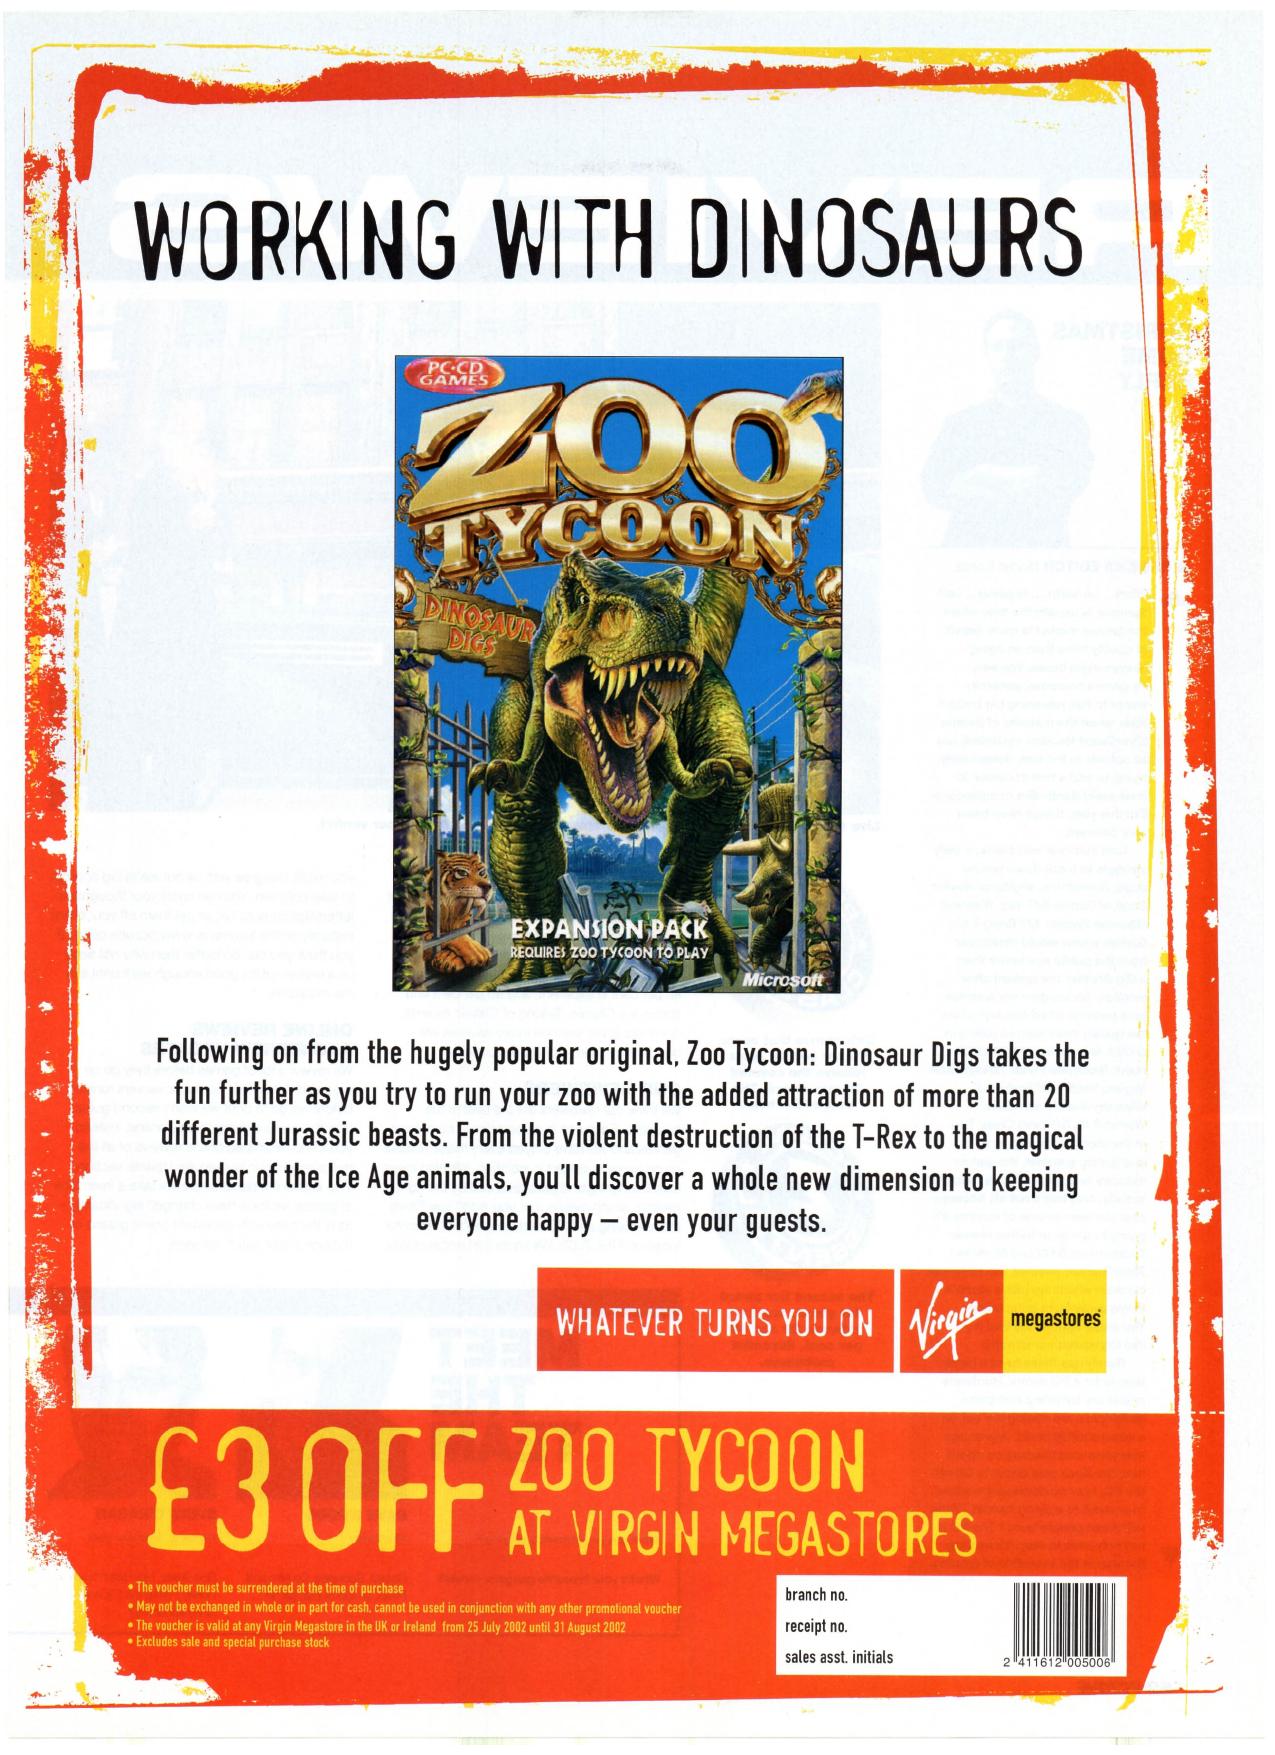 WORKING WITH DINOSAURS
PC-CD
GAMES
ZOO
TYCOON™
DINOSAUR
DIGS
EXPANSION PACK
REQUIRES ZOO TYCOON TO PLAY
Microsoft
Following on from the hugely popular original, Zoo Tycoon: Dinosaur Digs takes the
fun further as you try to run your zoo with the added attraction of more than 20
different Jurassic beasts. From the violent destruction of the T-Rex to the magical
wonder of the Ice Age animals, you'll discover a whole new dimension to keeping
everyone happy – even your guests.
WHATEVER TURNS YOU ON
Virgin megastores
£3 OFF ZOO TYCOON
AT VIRGIN MEGASTORES
• The voucher must be surrendered at the time of purchase
• May not be exchanged in whole or in part for cash. cannot be used in conjunction with any other promotional voucher
• The voucher is valid at any Virgin Megastore in the UK or Ireland from 25 July 2002 until 31 August 2002
• Excludes sale and special purchase stock
branch no.
receipt no.
sales asst. initials
2 411612 005006